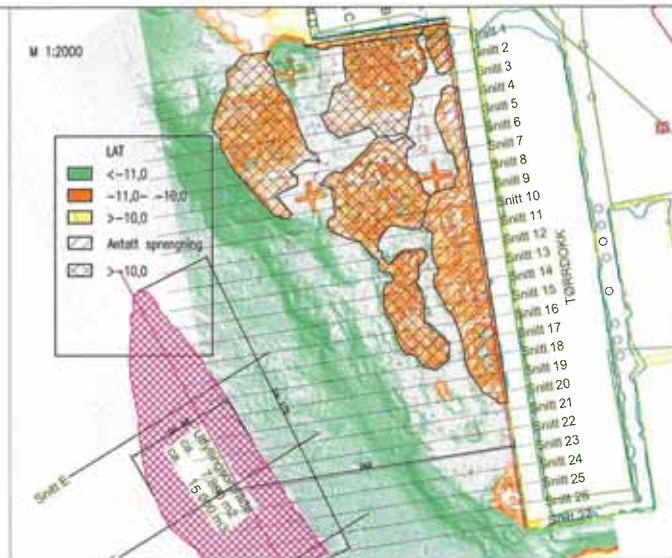 M 1:2000
LAT
<-11,0
-11,0- -10,0
>-10,0
Antatt sprengning
>-10,0
Snitt 1
Snitt 2
Snitt 3
Snitt 4
Snitt 5
Snitt 6
Snitt 7
Snitt 8
Snitt 9
Snitt 10
Snitt 11
Snitt 12
Snitt 13
Snitt 14
Snitt 15
Snitt 16
Snitt 17
Snitt 18
Snitt 19
Snitt 20
Snitt 21
Snitt 22
Snitt 23
Snitt 24
Snitt 25
Snitt 26
Snitt 27
TØRRDOKK
Snitt E